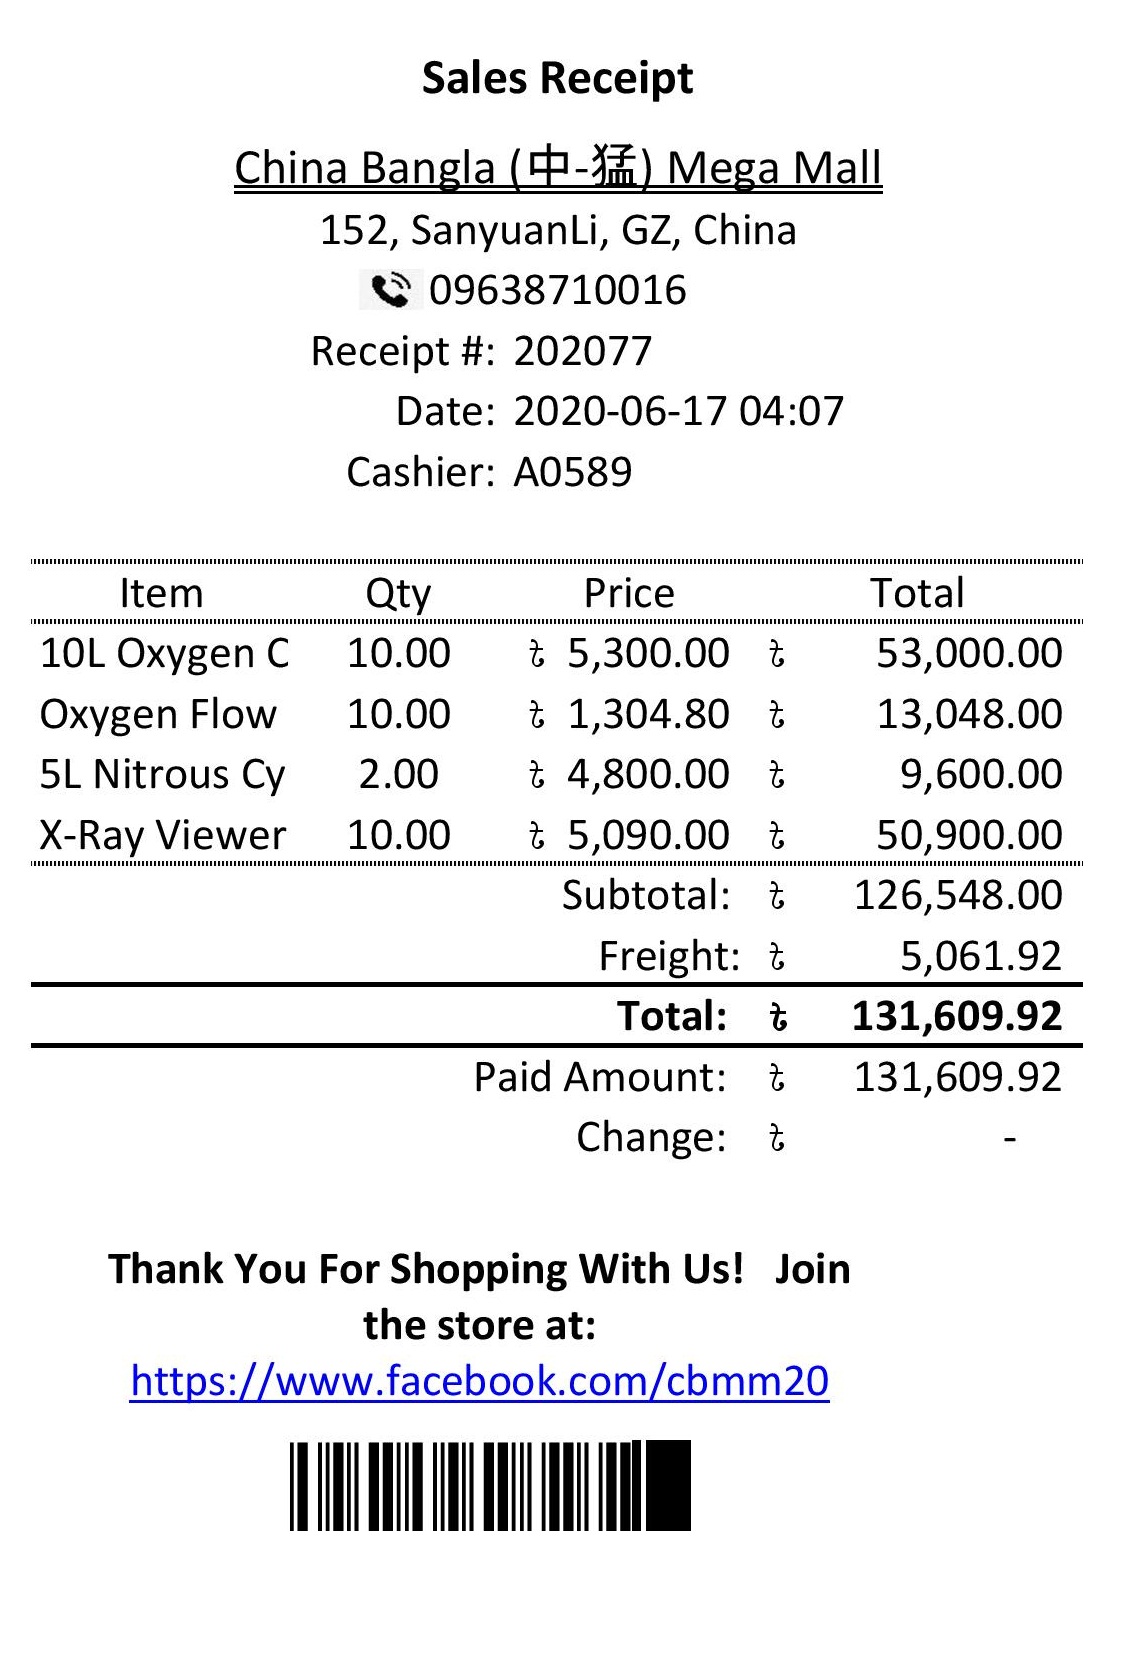 Sales Receipt
China Bangla (中-猛) Mega Mall
152, SanyuanLi, GZ, China
09638710016
Receipt #: 202077
Date: 2020-06-17 04:07
Cashier: A0589
Item Qty Price Total
10L Oxygen C 10.00 ৳ 5,300.00 ৳ 53,000.00
Oxygen Flow 10.00 ৳ 1,304.80 ৳ 13,048.00
5L Nitrous Cy 2.00 ৳ 4,800.00 ৳ 9,600.00
X-Ray Viewer 10.00 ৳ 5,090.00 ৳ 50,900.00
Subtotal: ৳ 126,548.00
Freight: ৳ 5,061.92
Total: ৳ 131,609.92
Paid Amount: ৳ 131,609.92
Change: ৳ -
Thank You For Shopping With Us! Join
the store at:
https://www.facebook.com/cbmm20